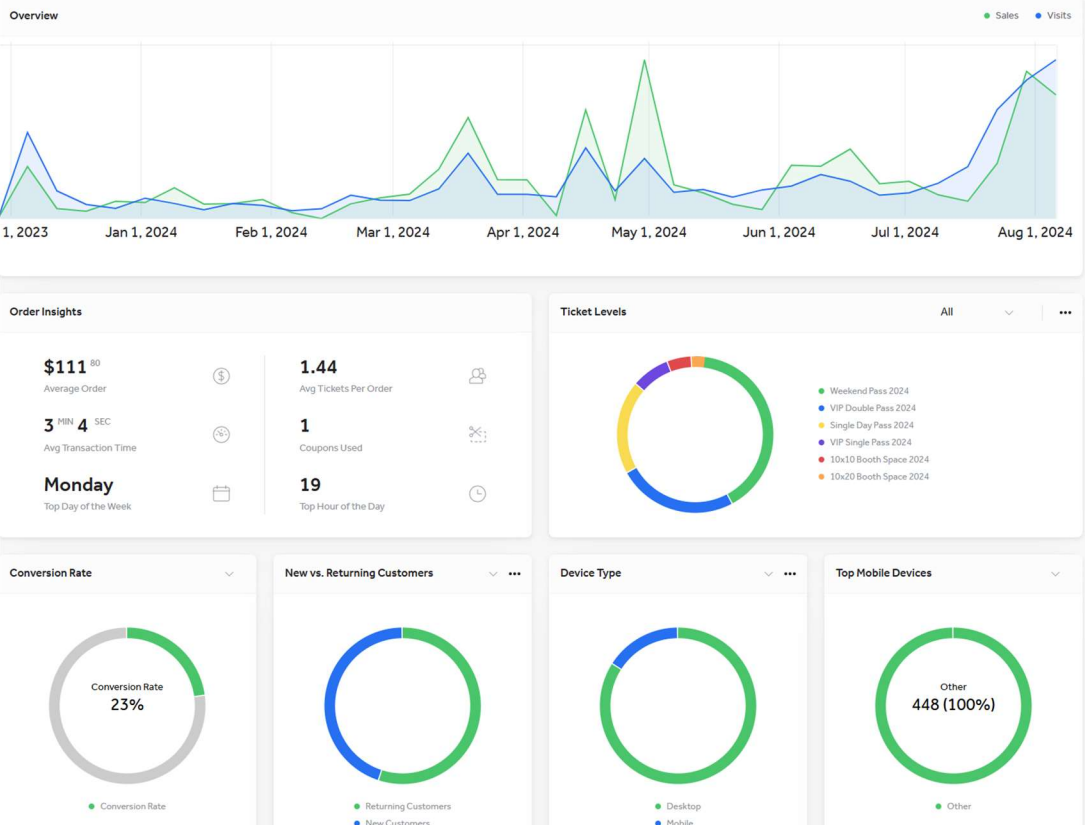 Overview
Sales Visits
1, 2023 Jan 1, 2024 Feb 1, 2024 Mar 1, 2024 Apr 1, 2024 May 1, 2024 Jun 1, 2024 Jul 1, 2024 Aug 1, 2024
Order Insights
$111 80
Average Order
1.44
Avg Tickets Per Order
3 MIN 4 SEC
Avg Transaction Time
1
Coupons Used
Monday
Top Day of the Week
19
Top Hour of the Day
Ticket Levels
All
Weekend Pass 2024
VIP Double Pass 2024
Single Day Pass 2024
VIP Single Pass 2024
10x10 Booth Space 2024
10x20 Booth Space 2024
Conversion Rate
Conversion Rate
23%
Conversion Rate
New vs. Returning Customers
Returning Customers
New Customers
Device Type
Desktop
Mobile
Top Mobile Devices
Other
448 (100%)
Other